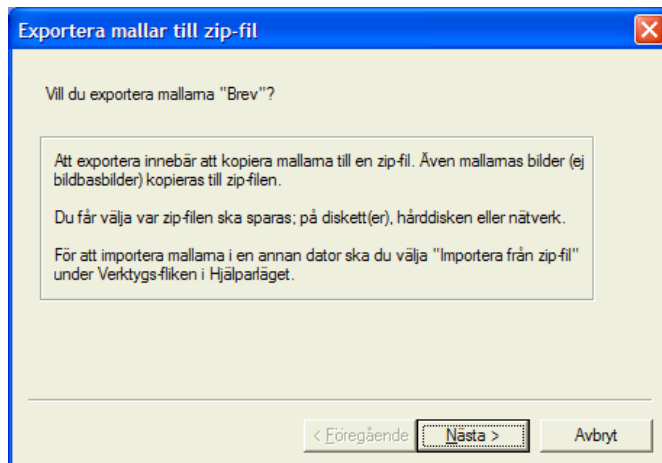 Exportera mallar till zip-fil
Vill du exportera mallarna "Brev"?
Att exportera innebär att kopiera mallarna till en zip-fil. Även mallarnas bilder (ej
bildbasbilder) kopieras till zip-filen.
Du får välja var zip-filen ska sparas; på diskett(er), hårddisken eller nätverk.
För att importera mallarna i en annan dator ska du välja "Importera från zip-fil"
under Verktygs-fliken i Hjälparläget.
< Föregående Nästa > Avbryt